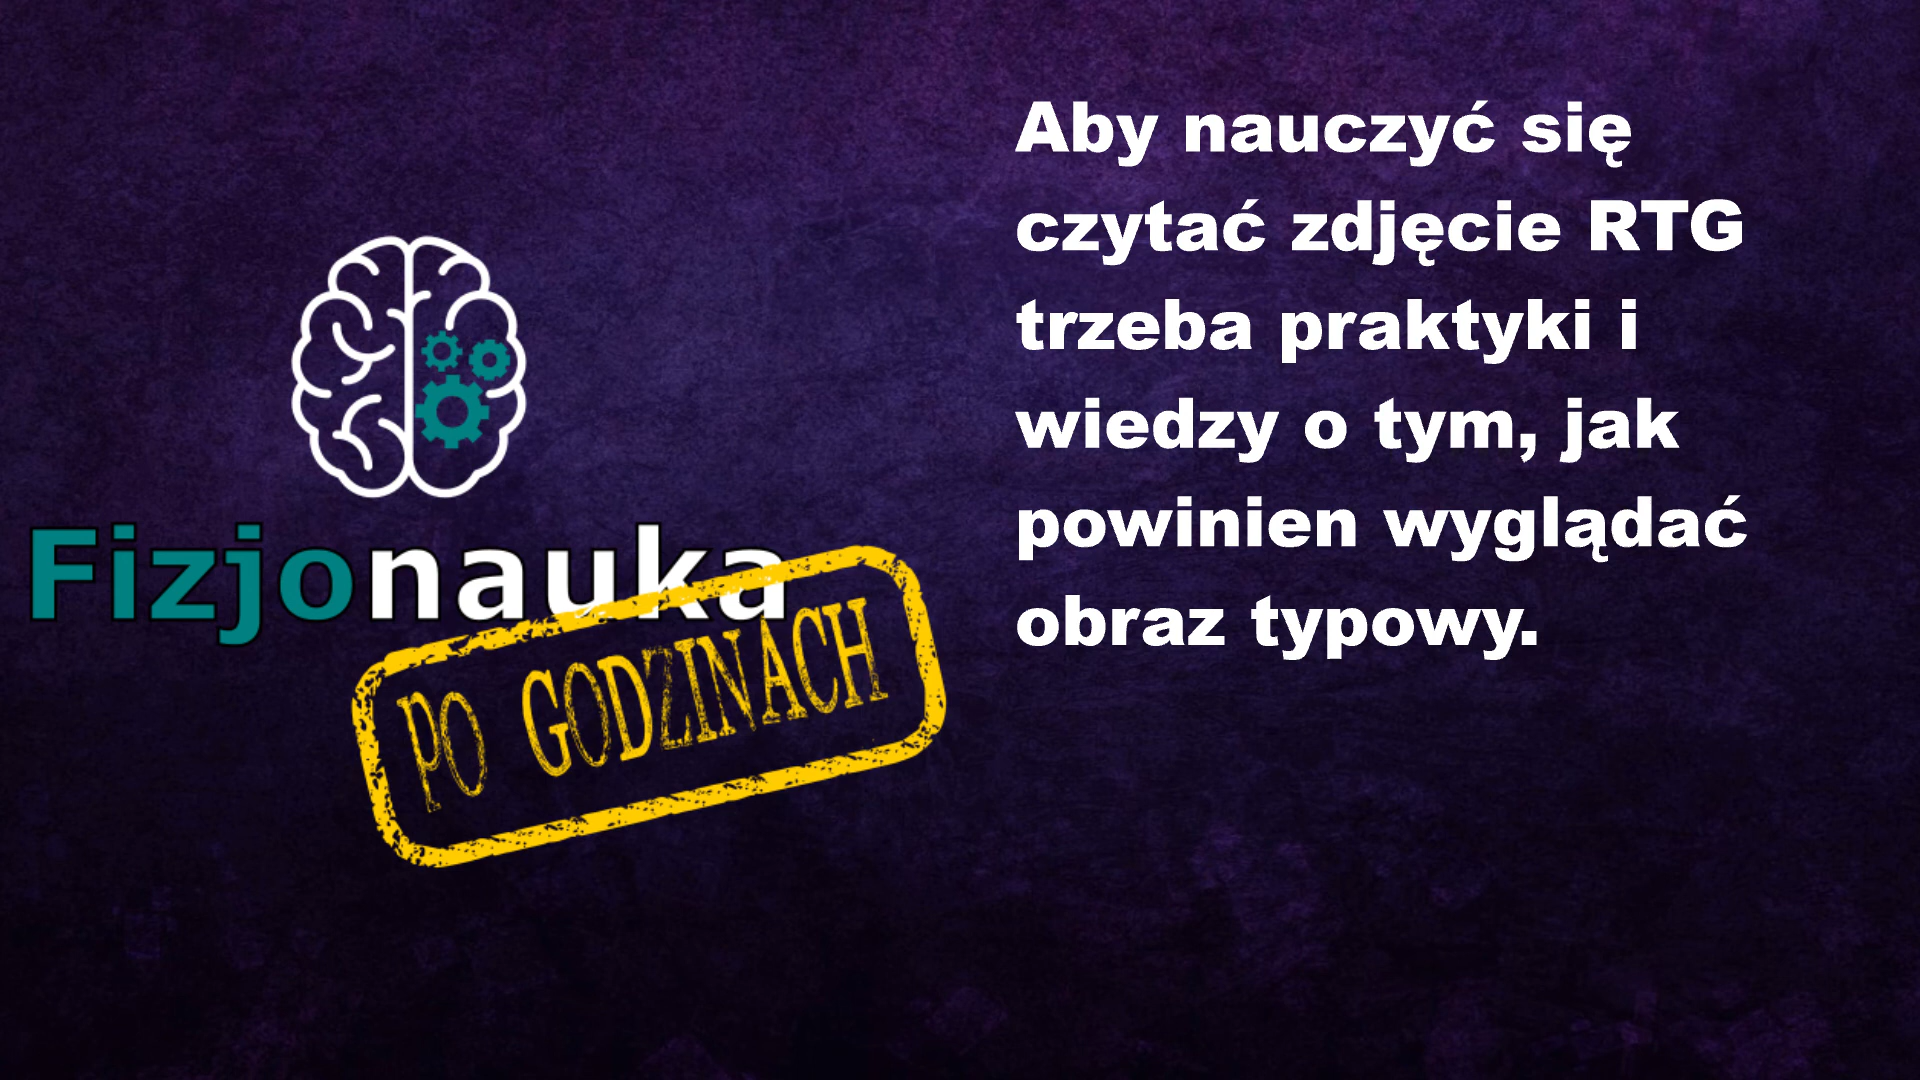 Fizjonauka
PO GODZINACH
Aby nauczyć się
czytać zdjęcie RTG
trzeba praktyki i
wiedzy o tym, jak
powinien wyglądać
obraz typowy.